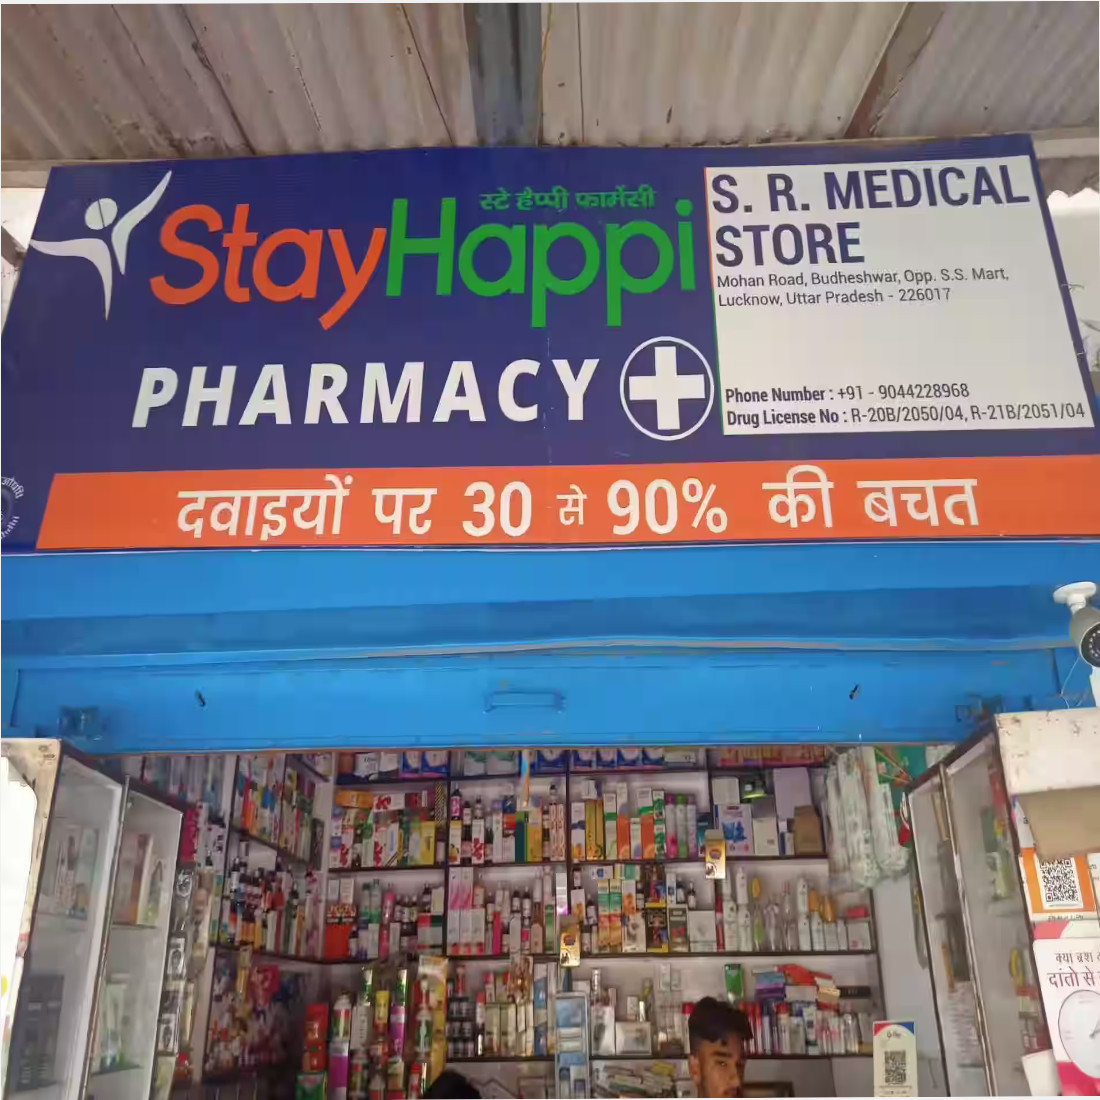 स्टे हैप्पी फार्मेसी
StayHappi
PHARMACY
S. R. MEDICAL
STORE
Mohan Road, Budheshwar, Opp. S.S. Mart,
Lucknow, Uttar Pradesh - 226017
Phone Number : +91 - 9044228968
Drug License No : R-20B/2050/04, R-21B/2051/04
दवाइयों पर 30 से 90% की बचत
क्या ब्रश
दांतो से